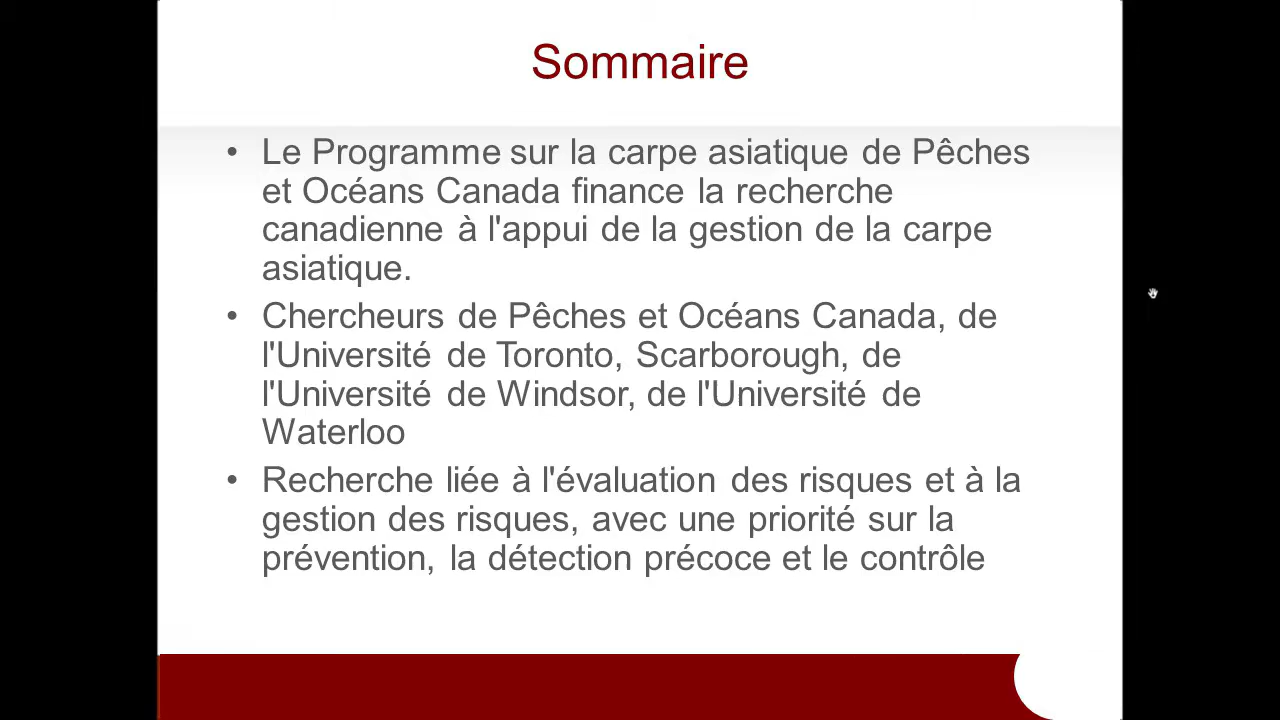 Sommaire
• Le Programme sur la carpe asiatique de Pêches
et Océans Canada finance la recherche
canadienne à l'appui de la gestion de la carpe
asiatique.
• Chercheurs de Pêches et Océans Canada, de
l'Université de Toronto, Scarborough, de
l'Université de Windsor, de l'Université de
Waterloo
• Recherche liée à l'évaluation des risques et à la
gestion des risques, avec une priorité sur la
prévention, la détection précoce et le contrôle